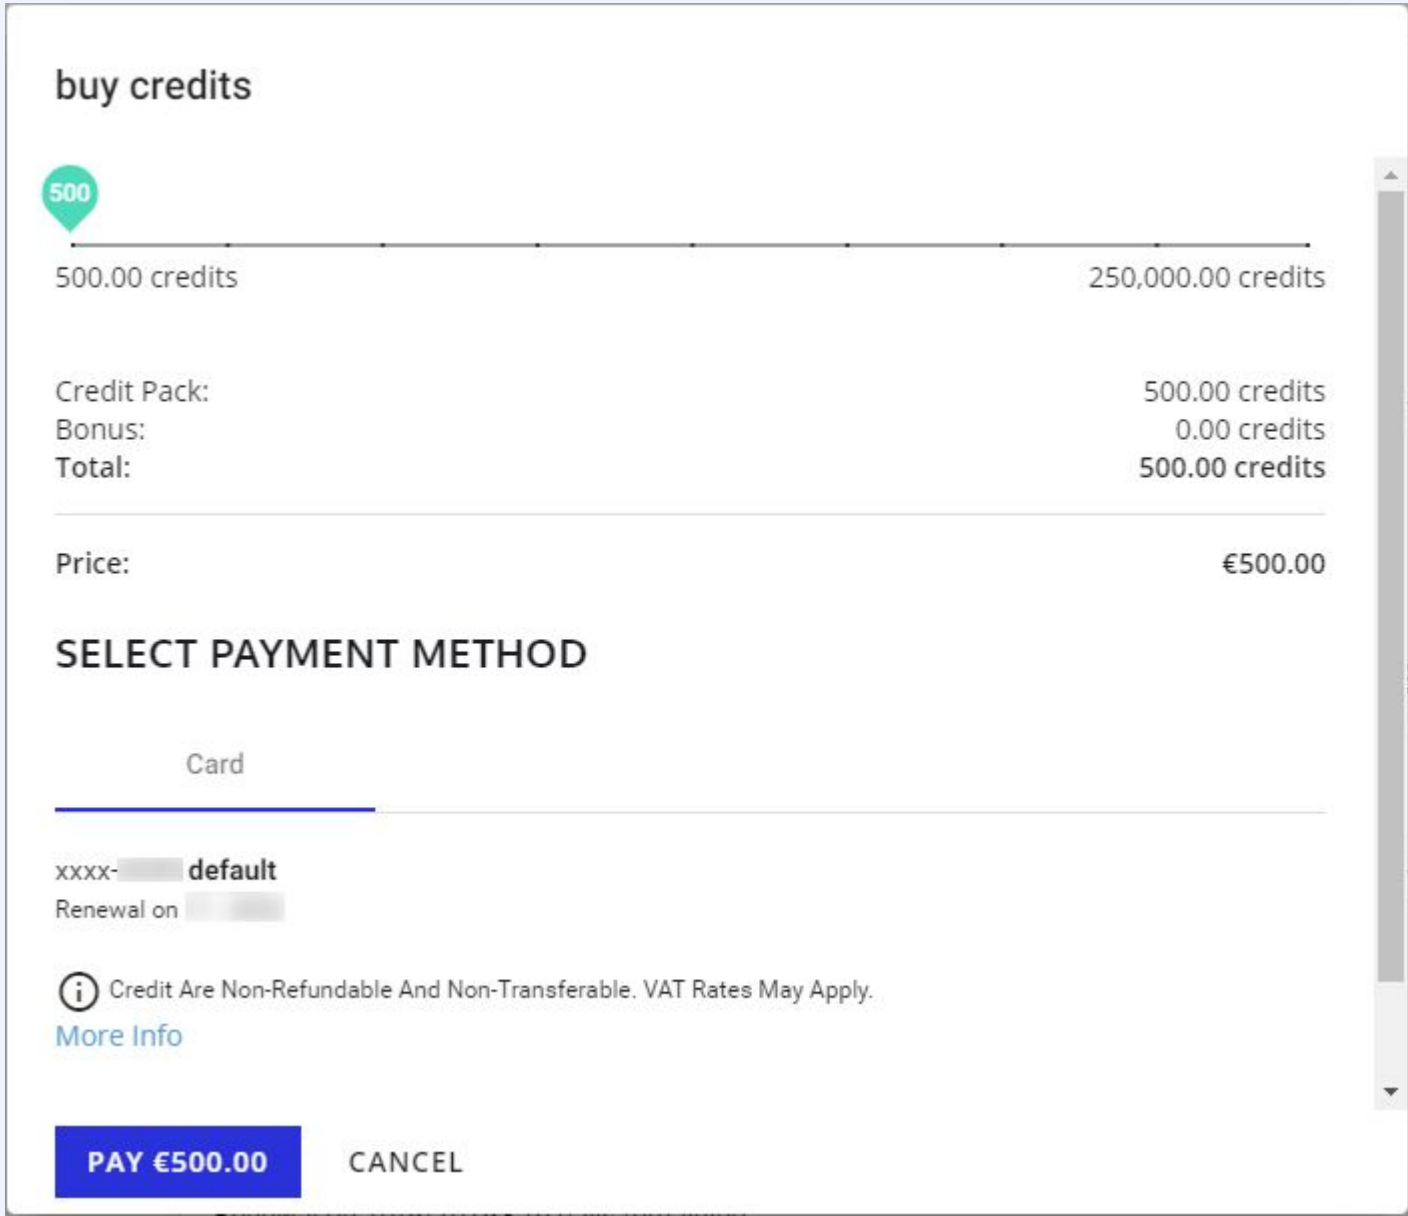 buy credits
500
500.00 credits 250,000.00 credits
Credit Pack: 500.00 credits
Bonus: 0.00 credits
Total: 500.00 credits
Price: €500.00
SELECT PAYMENT METHOD
Card
xxxx- default
Renewal on
Credit Are Non-Refundable And Non-Transferable. VAT Rates May Apply.
More Info
PAY €500.00 CANCEL